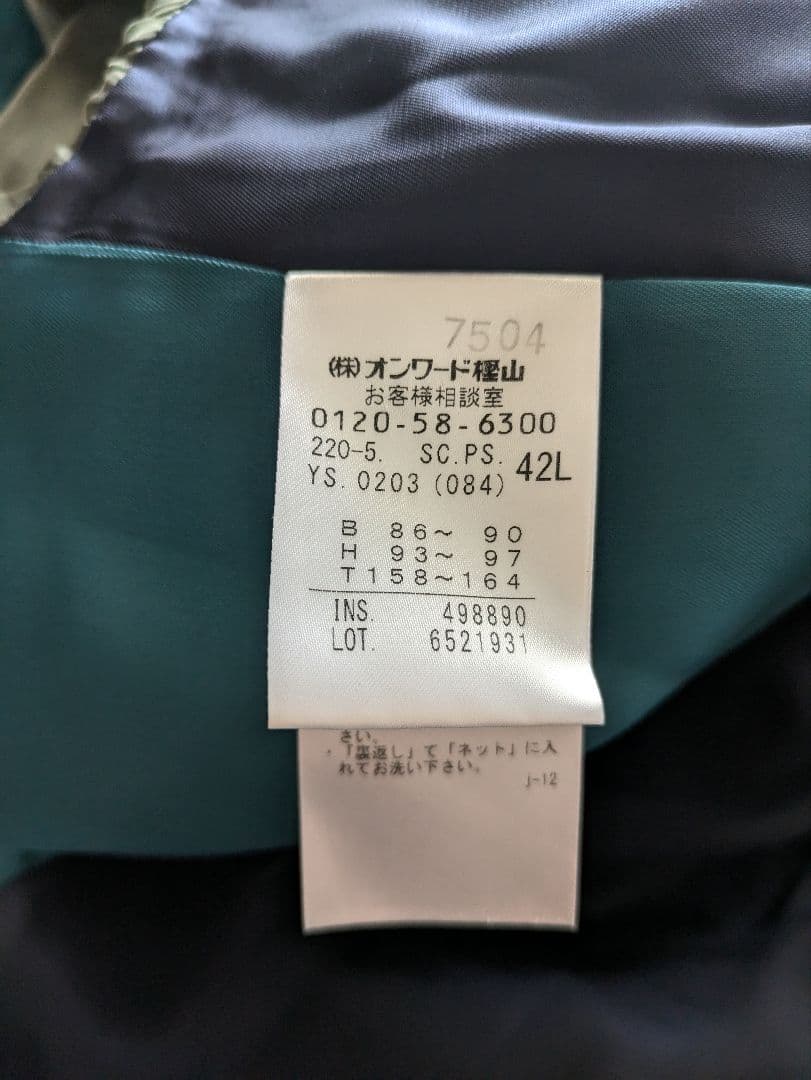 7504
(株)オンワード樫山
お客様相談室
0120-58-6300
220-5. SC.PS. 42L
YS.0203(084)
B 86~ 90
H 93~ 97
T158~164
INS. 498890
LOT. 6521931
さい。
・「裏返し」て「ネット」に入
れてお洗い下さい。
J-12